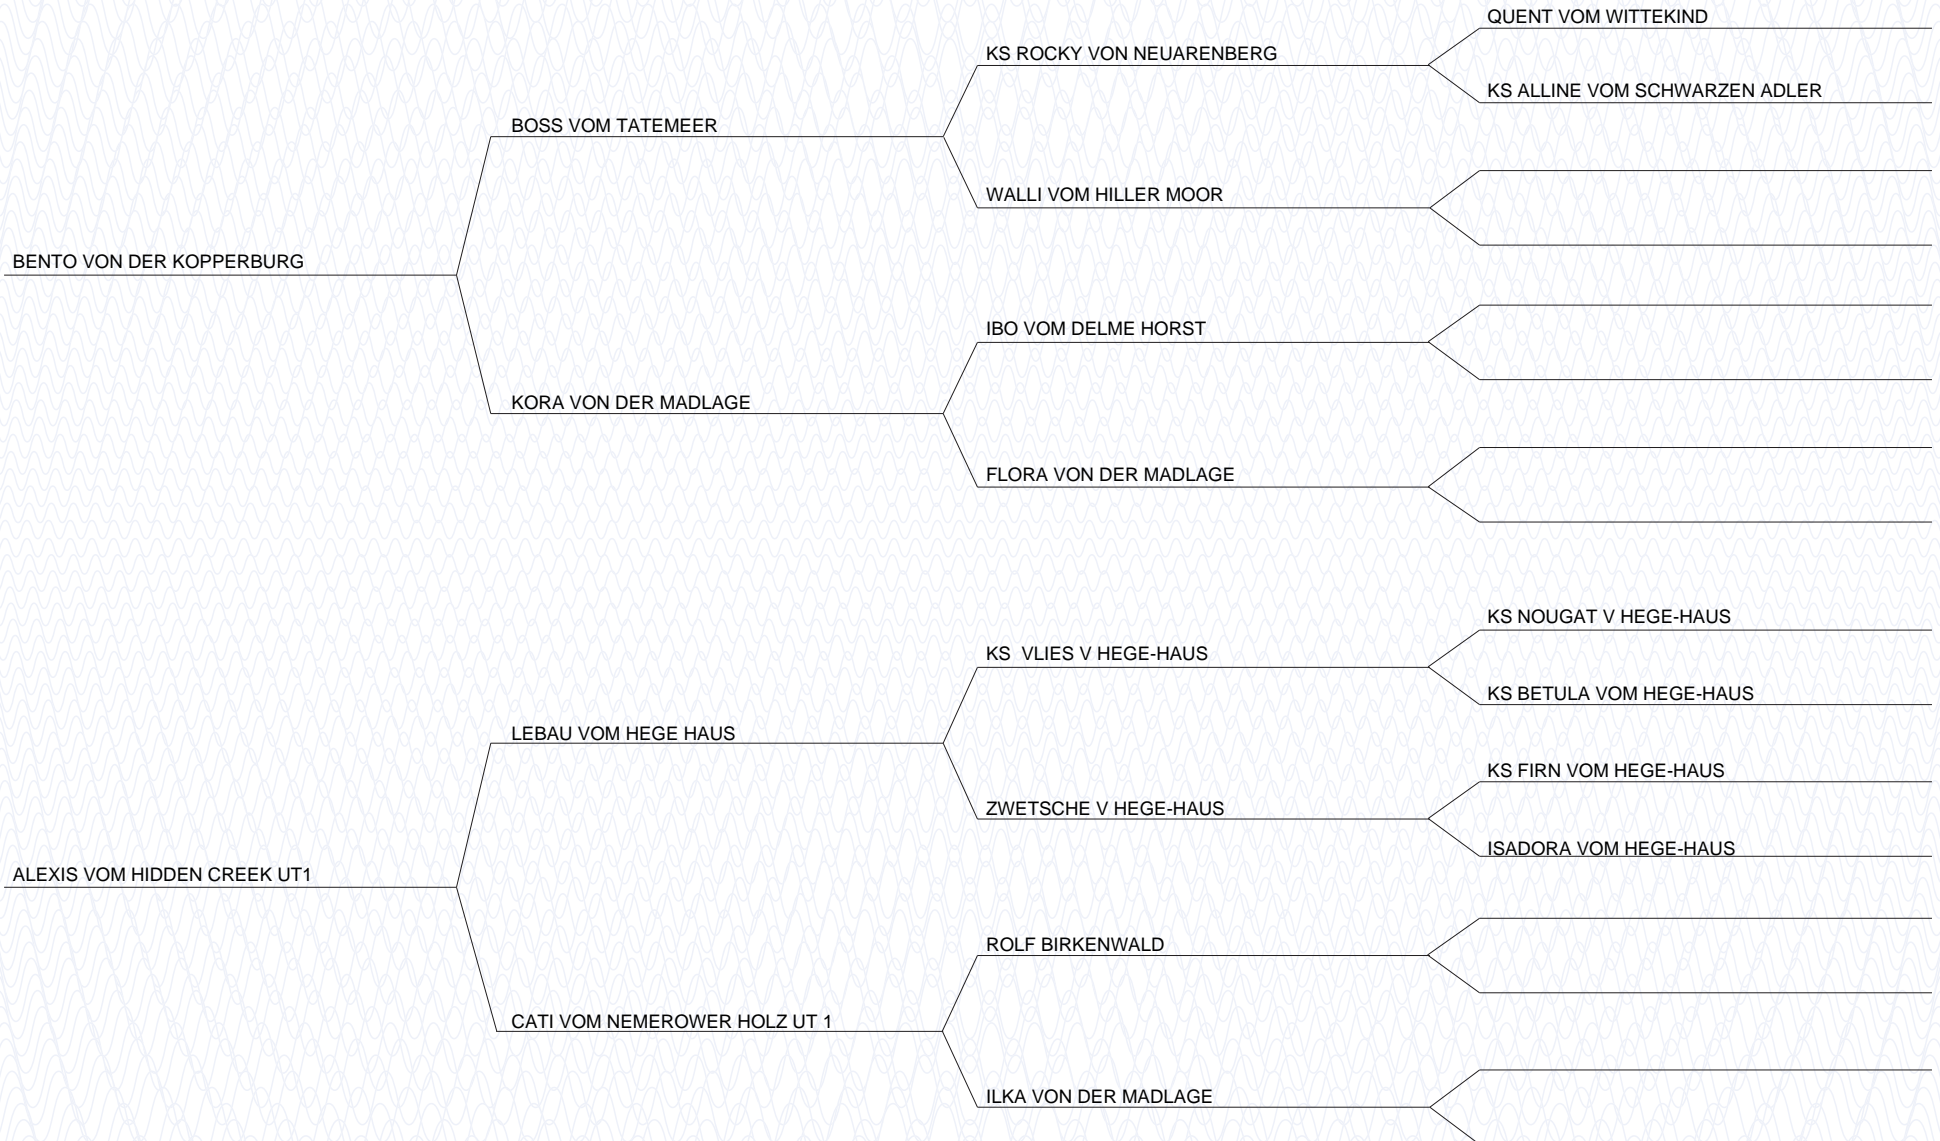 QUENT VOM WITTEKIND
KS ROCKY VON NEUARENBERG
KS ALLINE VOM SCHWARZEN ADLER
BOSS VOM TATEMEER
WALLI VOM HILLER MOOR
BENTO VON DER KOPPERBURG
IBO VOM DELME HORST
KORA VON DER MADLAGE
FLORA VON DER MADLAGE
KS NOUGAT V HEGE-HAUS
KS  VLIES V HEGE-HAUS
KS BETULA VOM HEGE-HAUS
LEBAU VOM HEGE HAUS
KS FIRN VOM HEGE-HAUS
ZWETSCHE V HEGE-HAUS
ISADORA VOM HEGE-HAUS
ALEXIS VOM HIDDEN CREEK UT1
ROLF BIRKENWALD
CATI VOM NEMEROWER HOLZ UT 1
ILKA VON DER MADLAGE